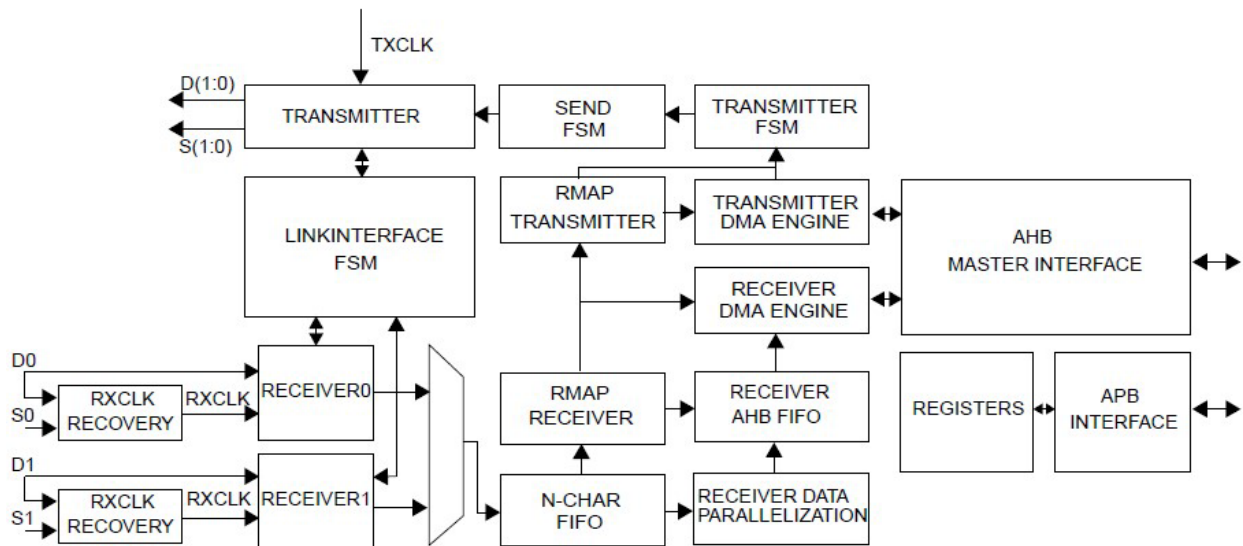 TXCLK
D(1:0)
S(1:0)
TRANSMITTER
SEND
FSM
TRANSMITTER
FSM
LINKINTERFACE
FSM
RMAP
TRANSMITTER
TRANSMITTER
DMA ENGINE
AHB
MASTER INTERFACE
RECEIVER
DMA ENGINE
D0
S0
RXCLK
RECOVERY
RXCLK
RECEIVER0
RMAP
RECEIVER
RECEIVER
AHB FIFO
REGISTERS
APB
INTERFACE
D1
S1
RXCLK
RECOVERY
RXCLK
RECEIVER1
N-CHAR
FIFO
RECEIVER DATA
PARALLELIZATION